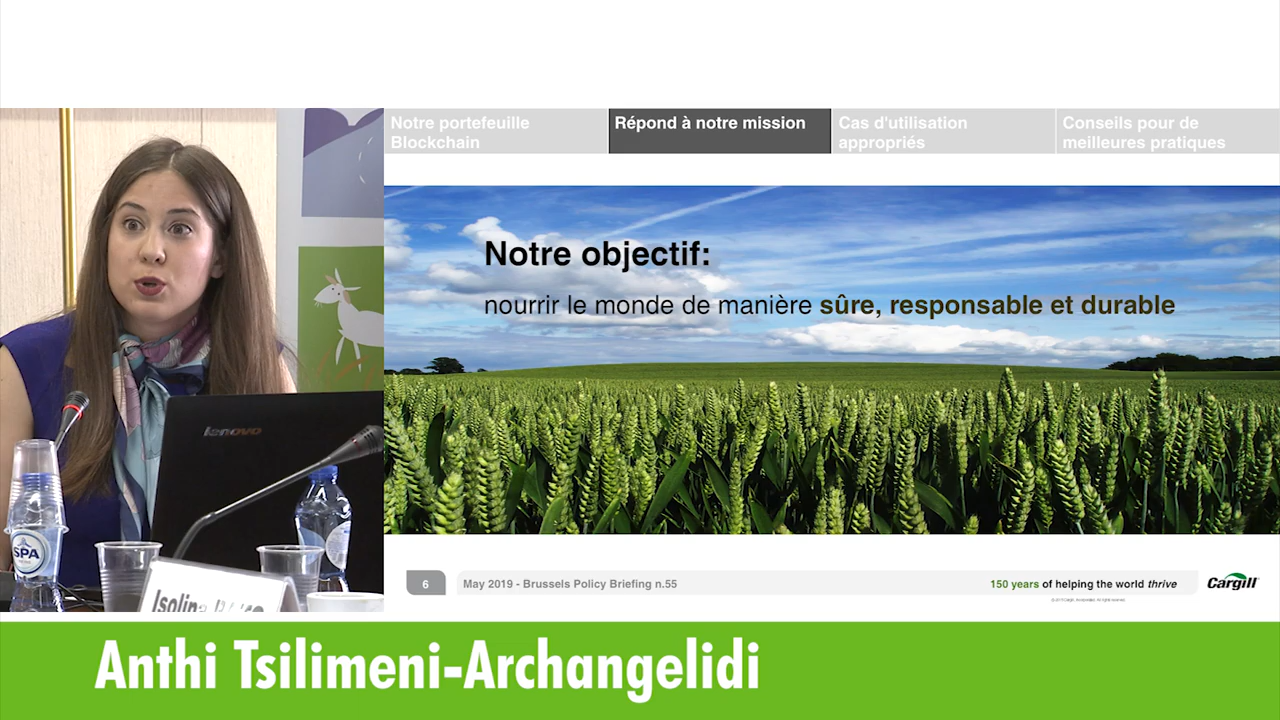 Notre portefeuille
Blockchain
Répond à notre mission
Cas d'utilisation
appropriés
Conseils pour de
meilleures pratiques
Notre objectif:
nourrir le monde de manière sûre, responsable et durable
lenovo
SPA
Isolina
6
May 2019 - Brussels Policy Briefing n.55
150 years of helping the world thrive
Cargill
Anthi Tsilimeni-Archangelidi